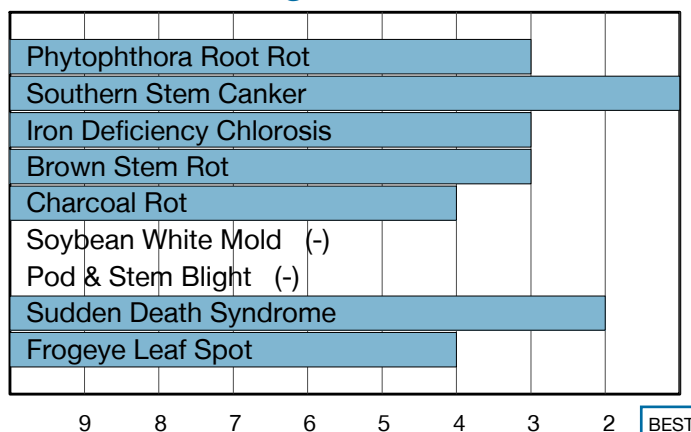 Phytophthora Root Rot
Southern Stem Canker
Iron Deficiency Chlorosis
Brown Stem Rot
Charcoal Rot
Soybean White Mold (-)
Pod & Stem Blight (-)
Sudden Death Syndrome
Frogeye Leaf Spot
9 8 7 6 5 4 3 2 BEST